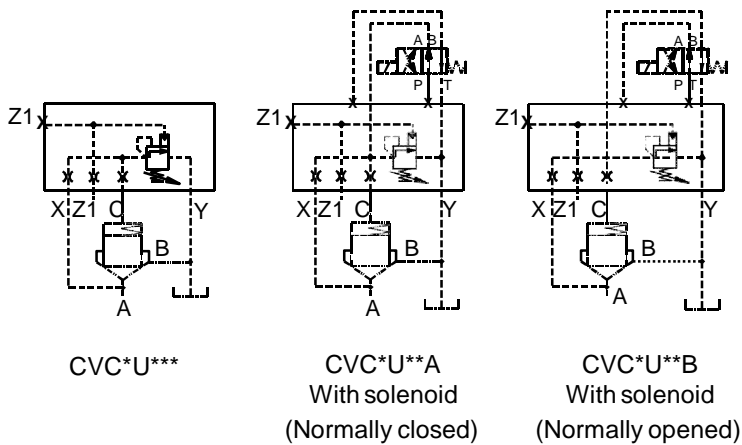 A B
P T
Z1
X Z1 C Y
B
A
CVC*U***
A B
P T
Z1
X Z1 C Y
B
A
CVC*U**A
With solenoid
(Normally closed)
A B
P T
Z1
X Z1 C Y
B
A
CVC*U**B
With solenoid
(Normally opened)